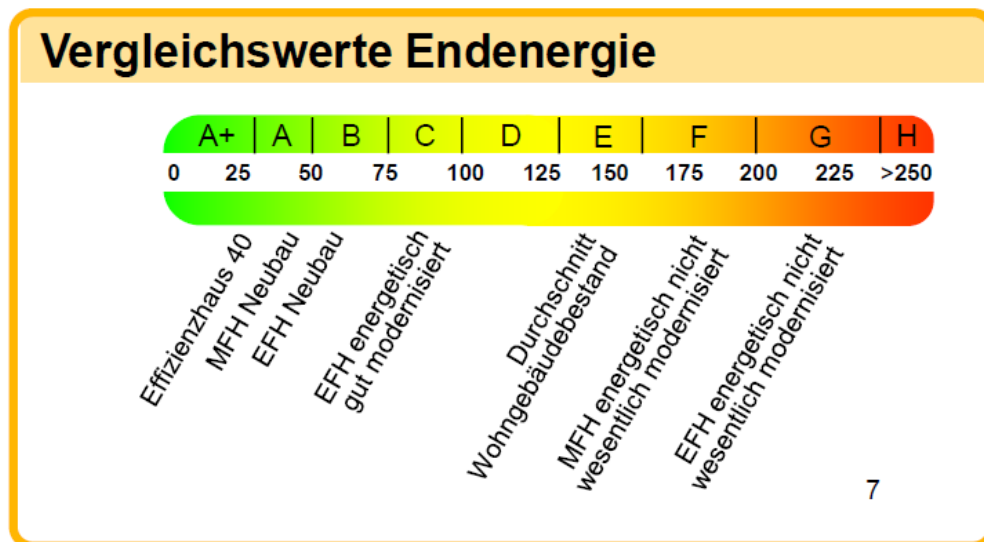 Vergleichswerte Endenergie
A+ A B C D E F G H
0 25 50 75 100 125 150 175 200 225 >250
Effizienzhaus 40
MFH Neubau
EFH Neubau
EFH energetisch
gut modernisiert
Durchschnitt
Wohngebäudebestand
MFH energetisch nicht
wesentlich modernisiert
EFH energetisch nicht
wesentlich modernisiert
7